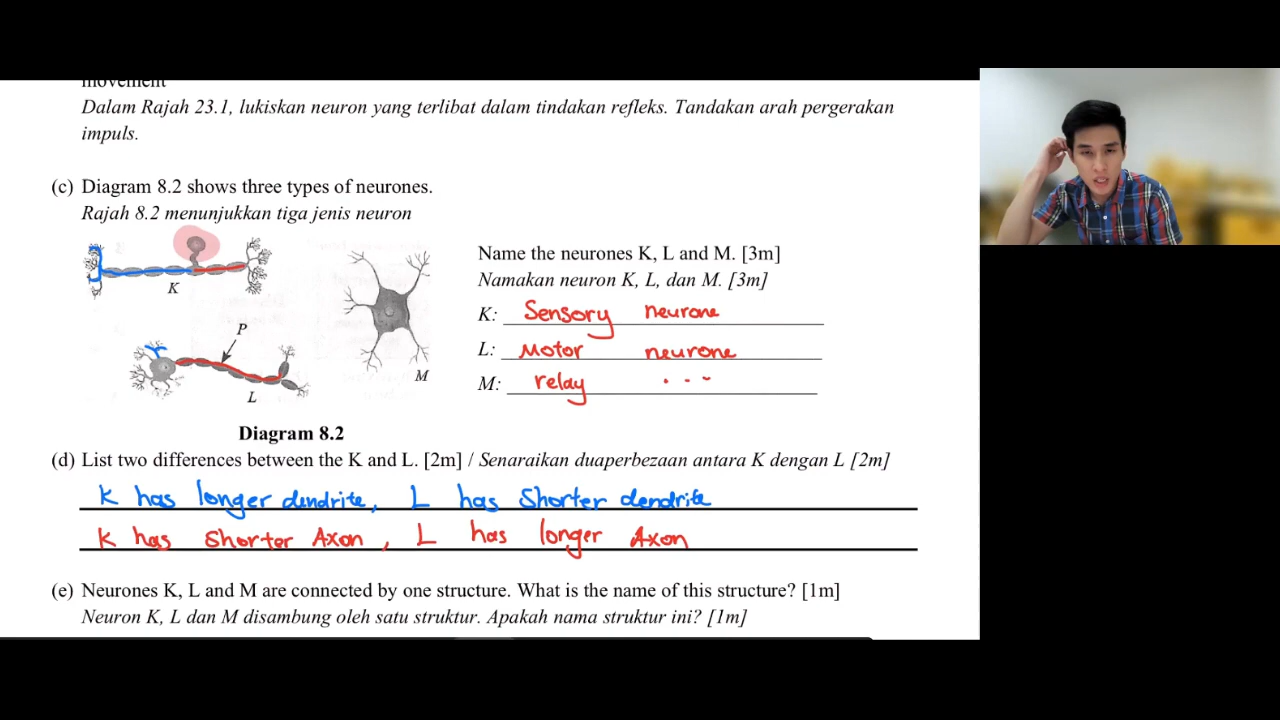 movement
Dalam Rajah 23.1, lukiskan neuron yang terlibat dalam tindakan refleks. Tandakan arah pergerakan
impuls.
(c) Diagram 8.2 shows three types of neurones.
Rajah 8.2 menunjukkan tiga jenis neuron
K
P
L
M
Diagram 8.2
Name the neurones K, L and M. [3m]
Namakan neuron K, L, dan M. [3m]
K: Sensory neurone
L: Motor neurone
M: relay ...
(d) List two differences between the K and L. [2m] / Senaraikan duaperbezaan antara K dengan L [2m]
K has longer dendrite, L has shorter dendrite
K has shorter Axon, L has longer Axon
(e) Neurones K, L and M are connected by one structure. What is the name of this structure? [1m]
Neuron K, L dan M disambung oleh satu struktur. Apakah nama struktur ini? [1m]